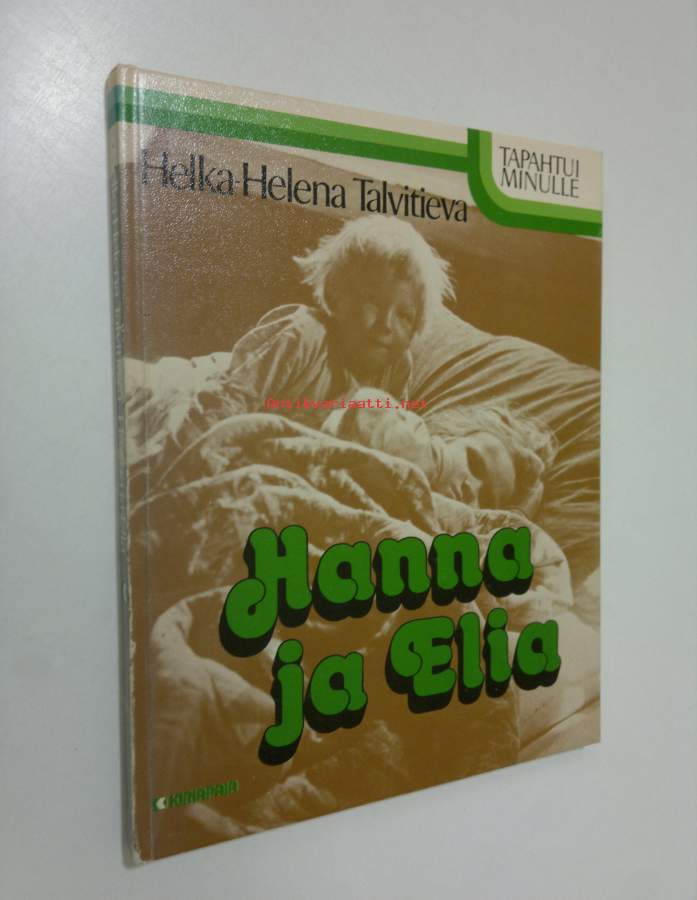 TAPAHTUI
MINULLE
Helka-Helena Talvitieva
Antikvariaatti.net
Hanna
ja Elia
KIRJAPAJA